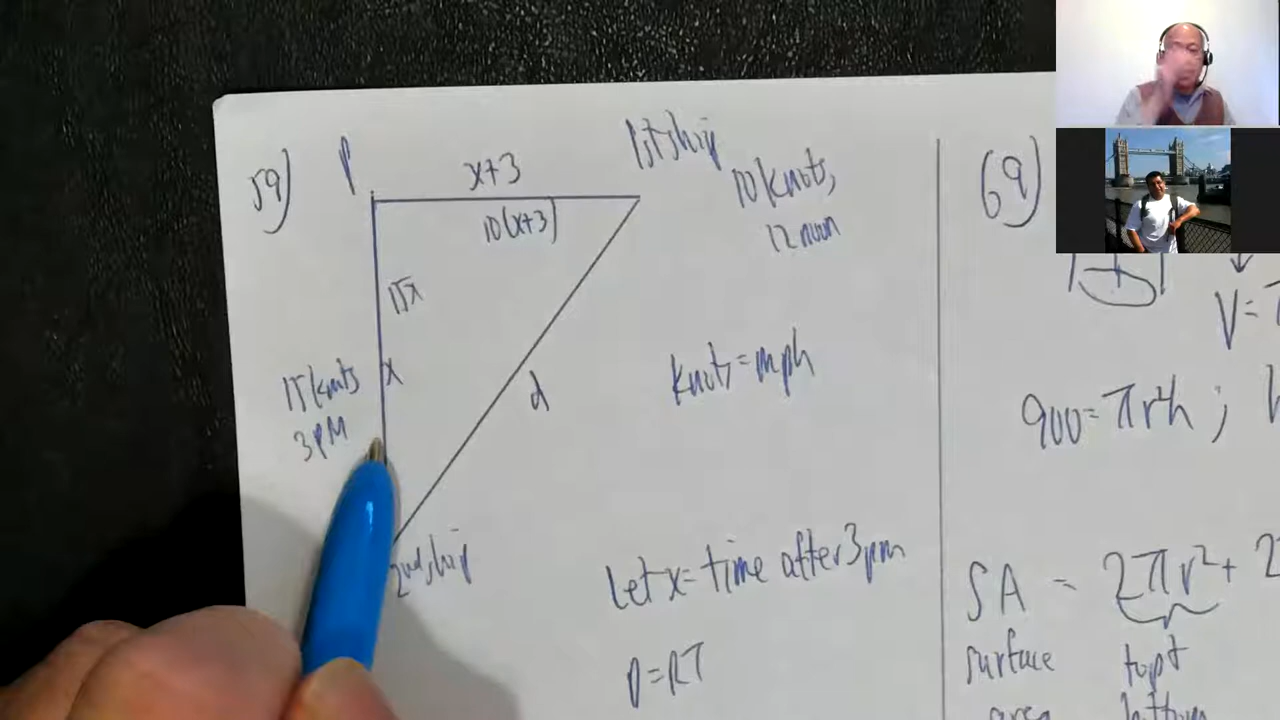 59)
P
x+3
1st ship
10 knots,
12 noon
10(x+3)
15x
15 knots
3PM
x
d
knots = mph
2nd ship
Let x = time after 3pm
D = RT
69)
V =
900 = πr²h ;
SA = 2πr² + 2
surface
area
top +
bottom